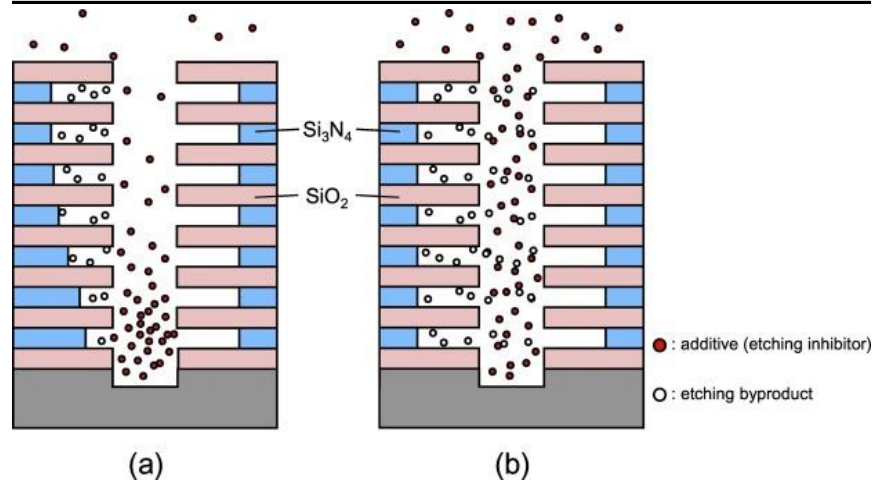 Si₃N₄
SiO₂
: additive (etching inhibitor)
: etching byproduct
(a)
(b)